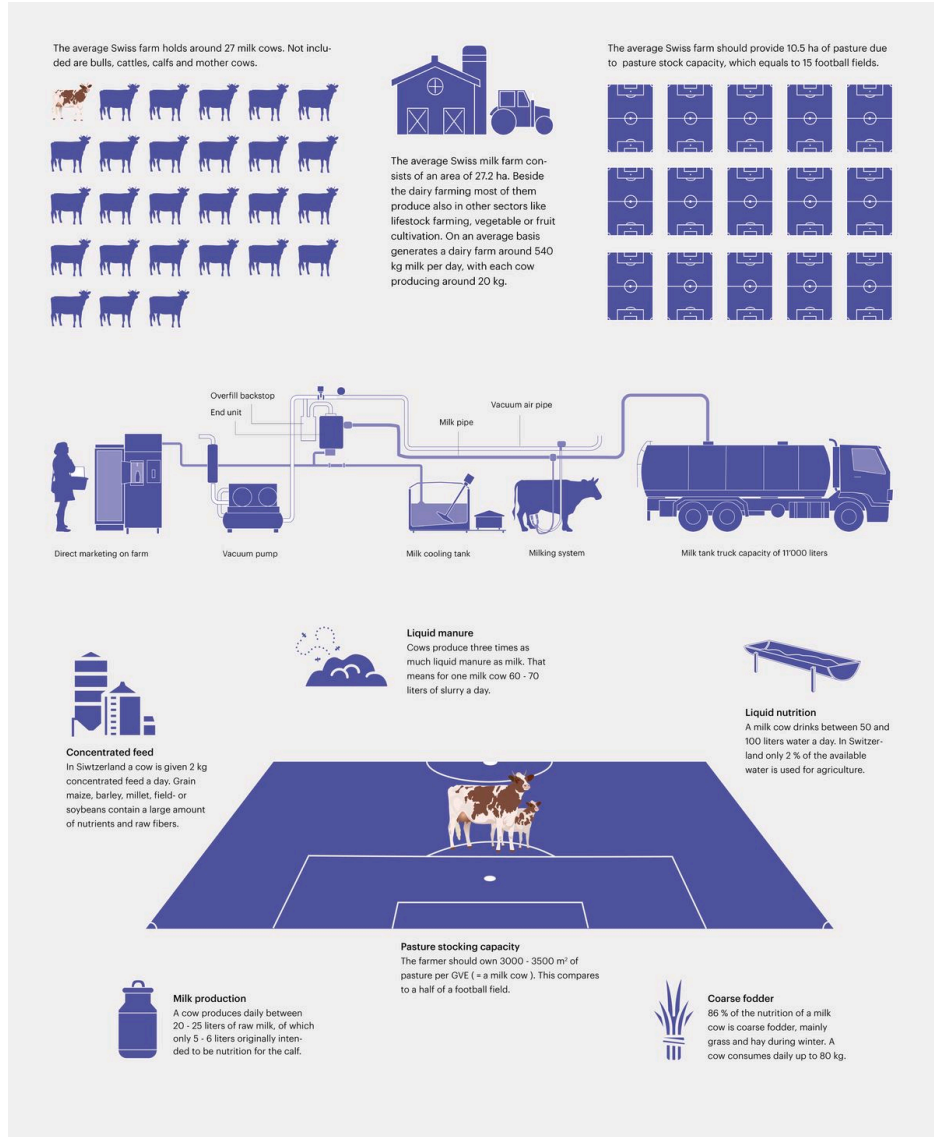 The average Swiss farm holds around 27 milk cows. Not inclu-
ded are bulls, cattles, calfs and mother cows.
The average Swiss milk farm con-
sists of an area of 27.2 ha. Beside
the dairy farming most of them
produce also in other sectors like
lifestock farming, vegetable or fruit
cultivation. On an average basis
generates a dairy farm around 540
kg milk per day, with each cow
producing around 20 kg.
The average Swiss farm should provide 10.5 ha of pasture due
to pasture stock capacity, which equals to 15 football fields.
Overfill backstop
End unit
Milk pipe
Vacuum air pipe
Direct marketing on farm
Vacuum pump
Milk cooling tank
Milking system
Milk tank truck capacity of 11'000 liters
Liquid manure
Cows produce three times as
much liquid manure as milk. That
means for one milk cow 60 - 70
liters of slurry a day.
Liquid nutrition
A milk cow drinks between 50 and
100 liters water a day. In Switzer-
land only 2 % of the available
water is used for agriculture.
Concentrated feed
In Siwtzerland a cow is given 2 kg
concentrated feed a day. Grain
maize, barley, millet, field- or
soybeans contain a large amount
of nutrients and raw fibers.
Pasture stocking capacity
The farmer should own 3000 - 3500 m² of
pasture per GVE ( = a milk cow ). This compares
to a half of a football field.
Milk production
A cow produces daily between
20 - 25 liters of raw milk, of which
only 5 - 6 liters originally inten-
ded to be nutrition for the calf.
Coarse fodder
86 % of the nutrition of a milk
cow is coarse fodder, mainly
grass and hay during winter. A
cow consumes daily up to 80 kg.